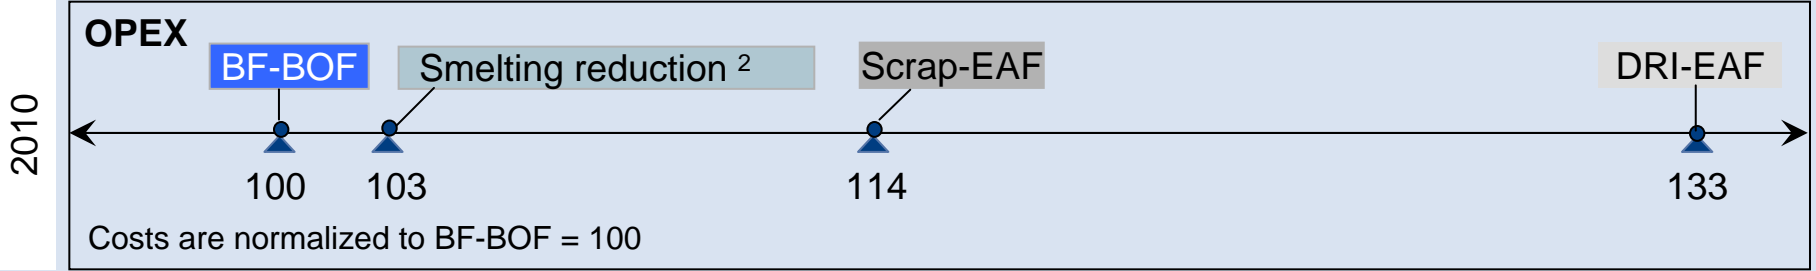 2010
OPEX
BF-BOF
Smelting reduction ²
Scrap-EAF
DRI-EAF
100
103
114
133
Costs are normalized to BF-BOF = 100